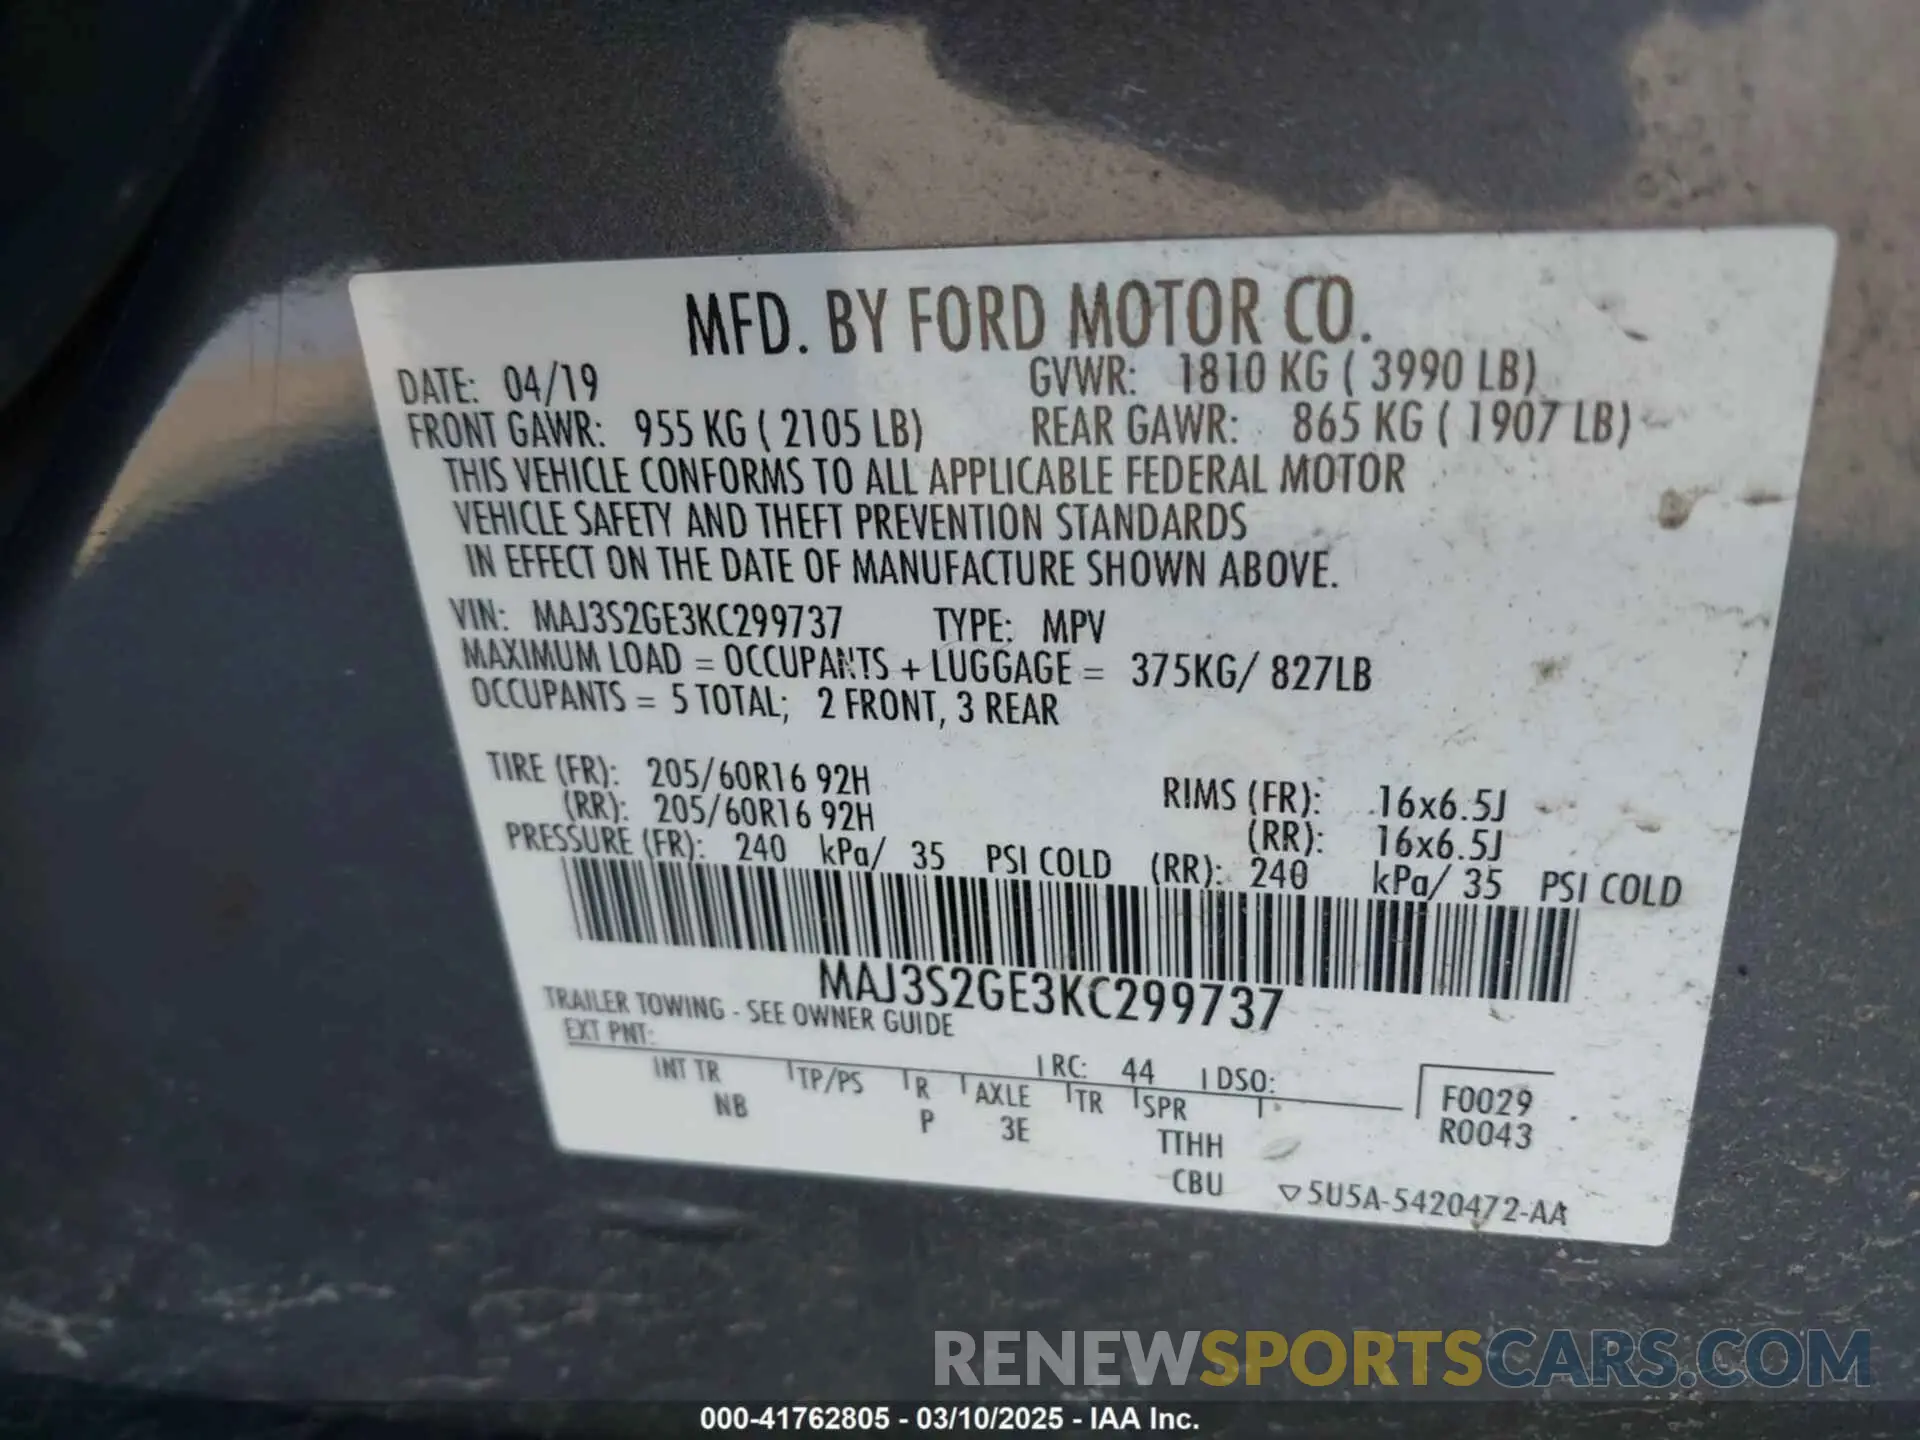 MFD. BY FORD MOTOR CO.
DATE: 04/19 GVWR: 1810 KG ( 3990 LB)
FRONT GAWR: 955 KG ( 2105 LB) REAR GAWR: 865 KG ( 1907 LB)
THIS VEHICLE CONFORMS TO ALL APPLICABLE FEDERAL MOTOR
VEHICLE SAFETY AND THEFT PREVENTION STANDARDS
IN EFFECT ON THE DATE OF MANUFACTURE SHOWN ABOVE.
VIN: MAJ3S2GE3KC299737 TYPE: MPV
MAXIMUM LOAD = OCCUPANTS + LUGGAGE = 375KG/ 827LB
OCCUPANTS = 5 TOTAL; 2 FRONT, 3 REAR
TIRE (FR): 205/60R16 92H RIMS (FR): 16x6.5J
(RR): 205/60R16 92H (RR): 16x6.5J
PRESSURE (FR): 240 kPa/ 35 PSI COLD (RR): 240 kPa/ 35 PSI COLD
MAJ3S2GE3KC299737
TRAILER TOWING - SEE OWNER GUIDE
EXT PNT: RC: 44 DSO:
INT TR TP/PS R AXLE TR SPR F0029
NB P 3E TTHH R0043
CBU ▽5U5A-5420472-AA
RENEWSPORTSCARS.COM
000-41762805 - 03/10/2025 - IAA Inc.